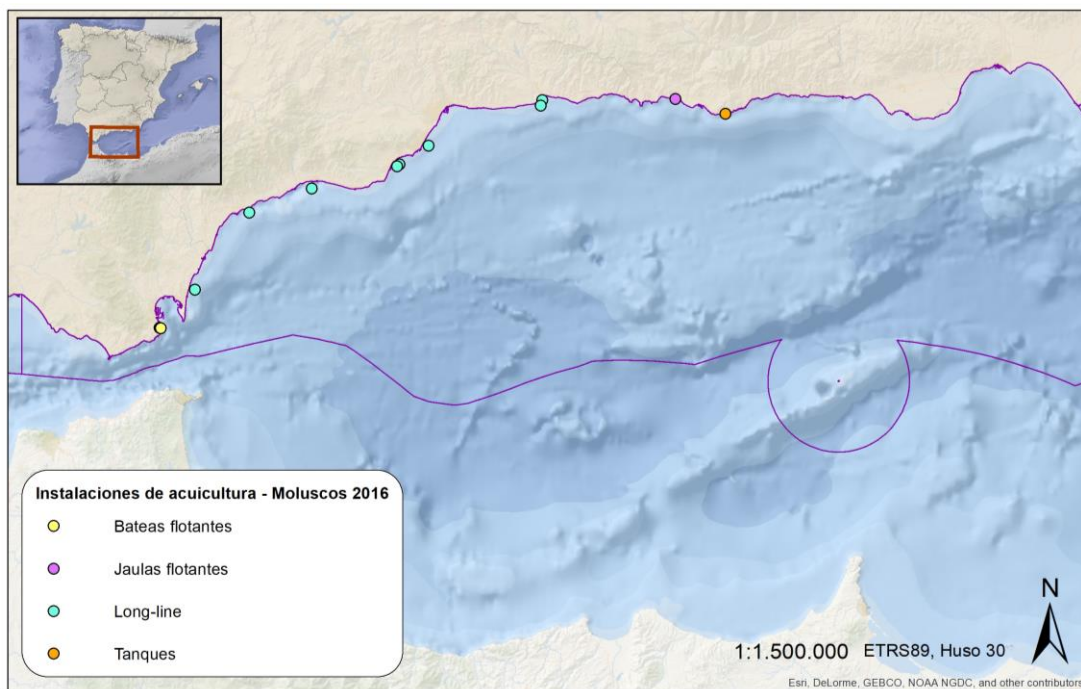 Instalaciones de acuicultura - Moluscos 2016
Bateas flotantes
Jaulas flotantes
Long-line
Tanques
N
1:1.500.000 ETRS89, Huso 30
Esri, DeLorme, GEBCO, NOAA NGDC, and other contributors